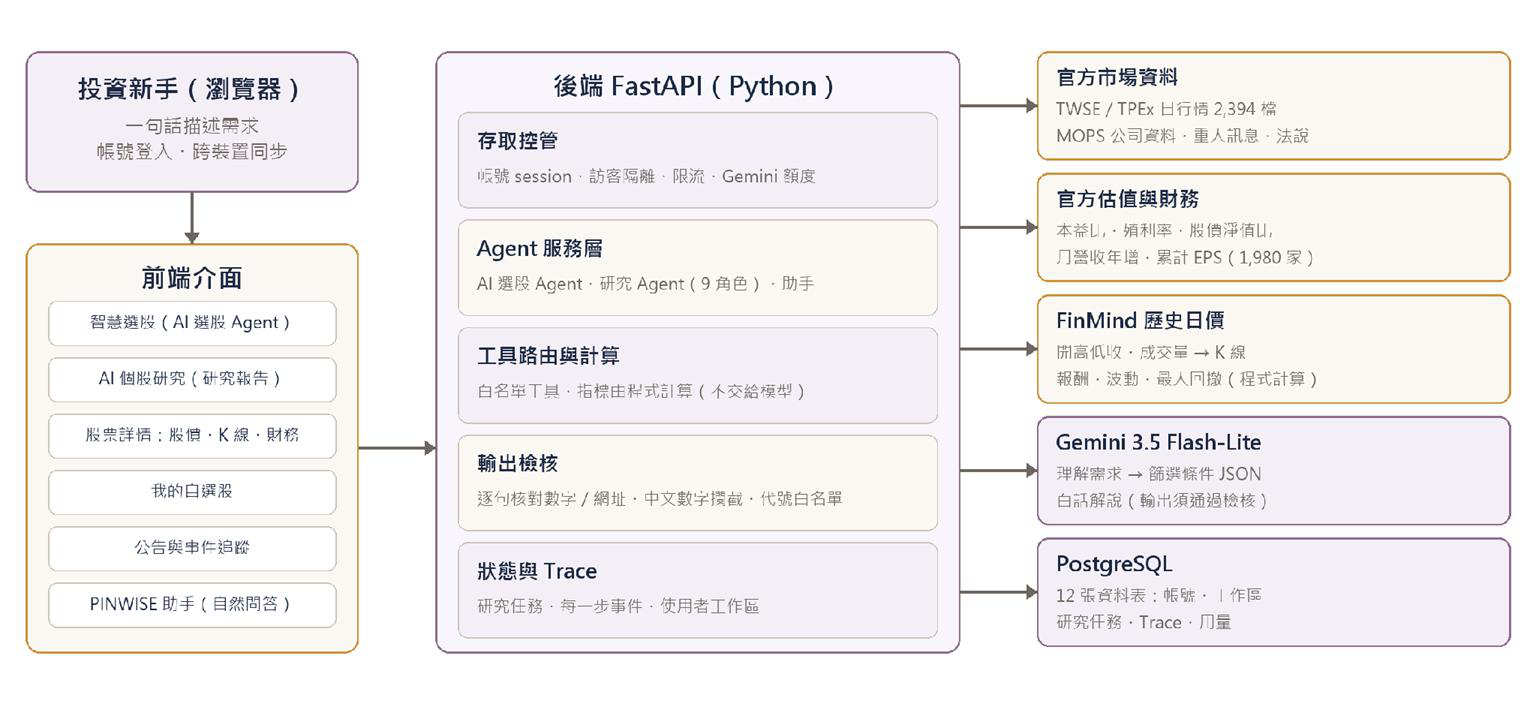 投資新手（瀏覽器）
一句話描述需求
帳號登入・跨裝置同步
前端介面
智慧選股（AI 選股 Agent）
AI 個股研究（研究報告）
股票詳情：股價・K 線・財務
我的自選股
公告與事件追蹤
PINWISE 助手（自然問答）
後端 FastAPI（Python）
存取控管
帳號 session・訪客隔離・限流・Gemini 額度
Agent 服務層
AI 選股 Agent・研究 Agent（9 角色）・助手
工具路由與計算
白名單工具・指標由程式計算（不交給模型）
輸出檢核
逐句核對數字 / 網址・中文數字攔截・代號白名單
狀態與 Trace
研究任務・每一步事件・使用者工作區
官方市場資料
TWSE / TPEx 日行情 2,394 檔
MOPS 公司資料・重大訊息・法說
官方估值與財務
本益比・殖利率・股價淨值比
月營收年增・累計 EPS（1,980 家）
FinMind 歷史日價
開高低收・成交量 → K 線
報酬・波動・最大回撤（程式計算）
Gemini 3.5 Flash-Lite
理解需求 → 篩選條件 JSON
白話解說（輸出須通過檢核）
PostgreSQL
12 張資料表：帳號・工作區
研究任務・Trace・用量